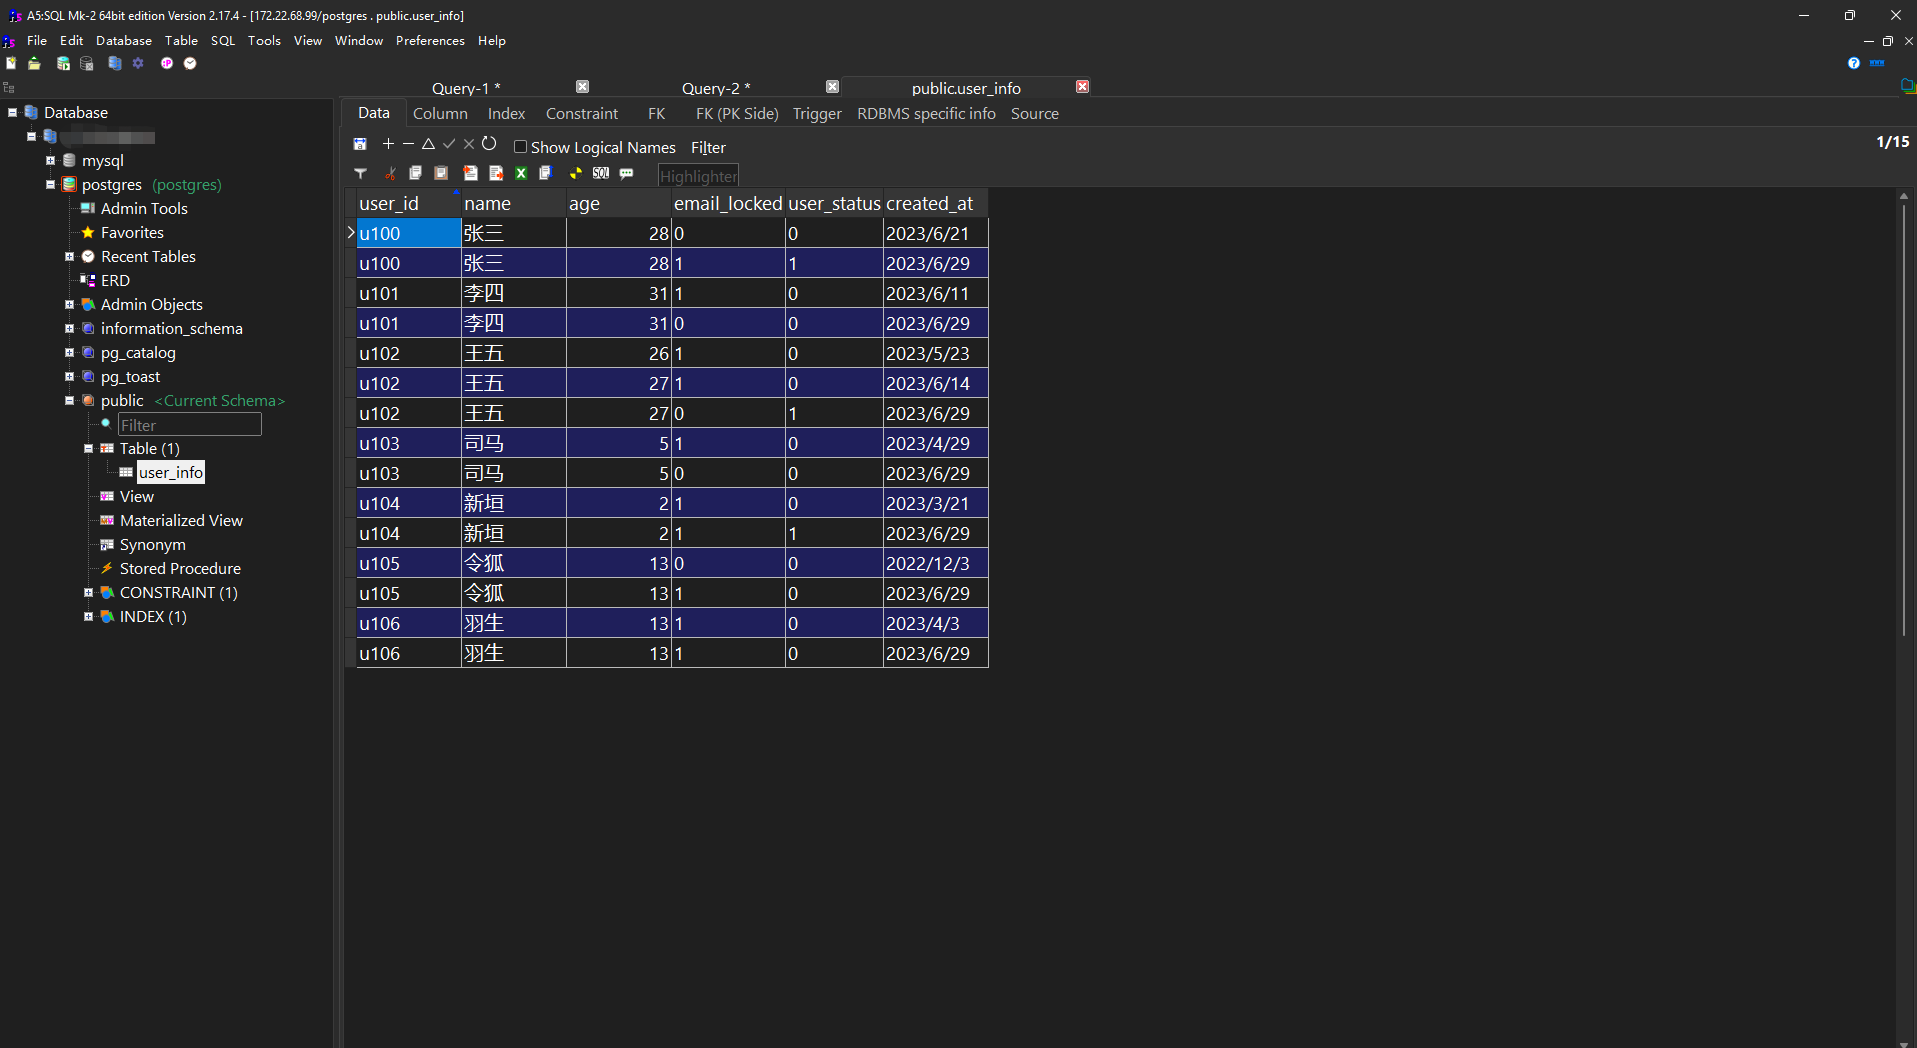 A5:SQL Mk-2 64bit edition Version 2.17.4 - [172.22.68.99/postgres . public.user_info]
File Edit Database Table SQL Tools View Window Preferences Help
Query-1 * Query-2 * public.user_info
Database
mysql
postgres (postgres)
Admin Tools
Favorites
Recent Tables
ERD
Admin Objects
information_schema
pg_catalog
pg_toast
public <Current Schema>
Filter
Table (1)
user_info
View
Materialized View
Synonym
Stored Procedure
CONSTRAINT (1)
INDEX (1)
Data Column Index Constraint FK FK (PK Side) Trigger RDBMS specific info Source
Show Logical Names Filter 1/15
SQL Highlighter
user_id name age email_locked user_status created_at
u100 张三 28 0 0 2023/6/21
u100 张三 28 1 1 2023/6/29
u101 李四 31 1 0 2023/6/11
u101 李四 31 0 0 2023/6/29
u102 王五 26 1 0 2023/5/23
u102 王五 27 1 0 2023/6/14
u102 王五 27 0 1 2023/6/29
u103 司马 5 1 0 2023/4/29
u103 司马 5 0 0 2023/6/29
u104 新垣 2 1 0 2023/3/21
u104 新垣 2 1 1 2023/6/29
u105 令狐 13 0 0 2022/12/3
u105 令狐 13 1 0 2023/6/29
u106 羽生 13 1 0 2023/4/3
u106 羽生 13 1 0 2023/6/29